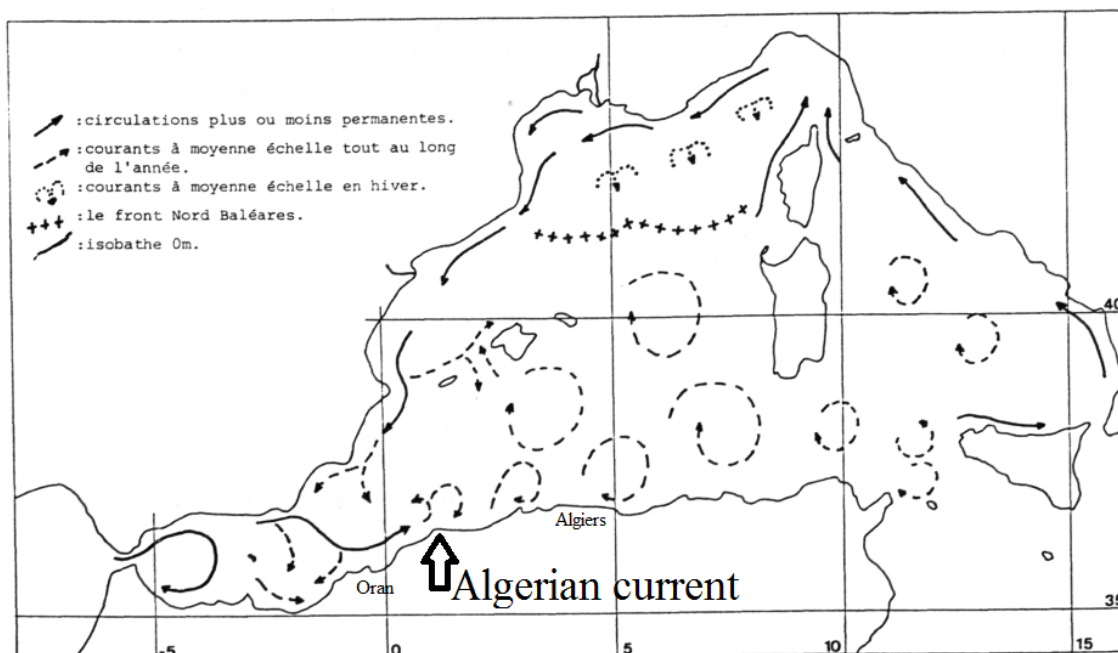 :circulations plus ou moins permanentes.
:courants à moyenne échelle tout au long
de l'année.
:courants à moyenne échelle en hiver.
:le front Nord Baléares.
:isobathe 0m.
40
Algiers
Oran
Algerian current
35
-5
0
5
10
15